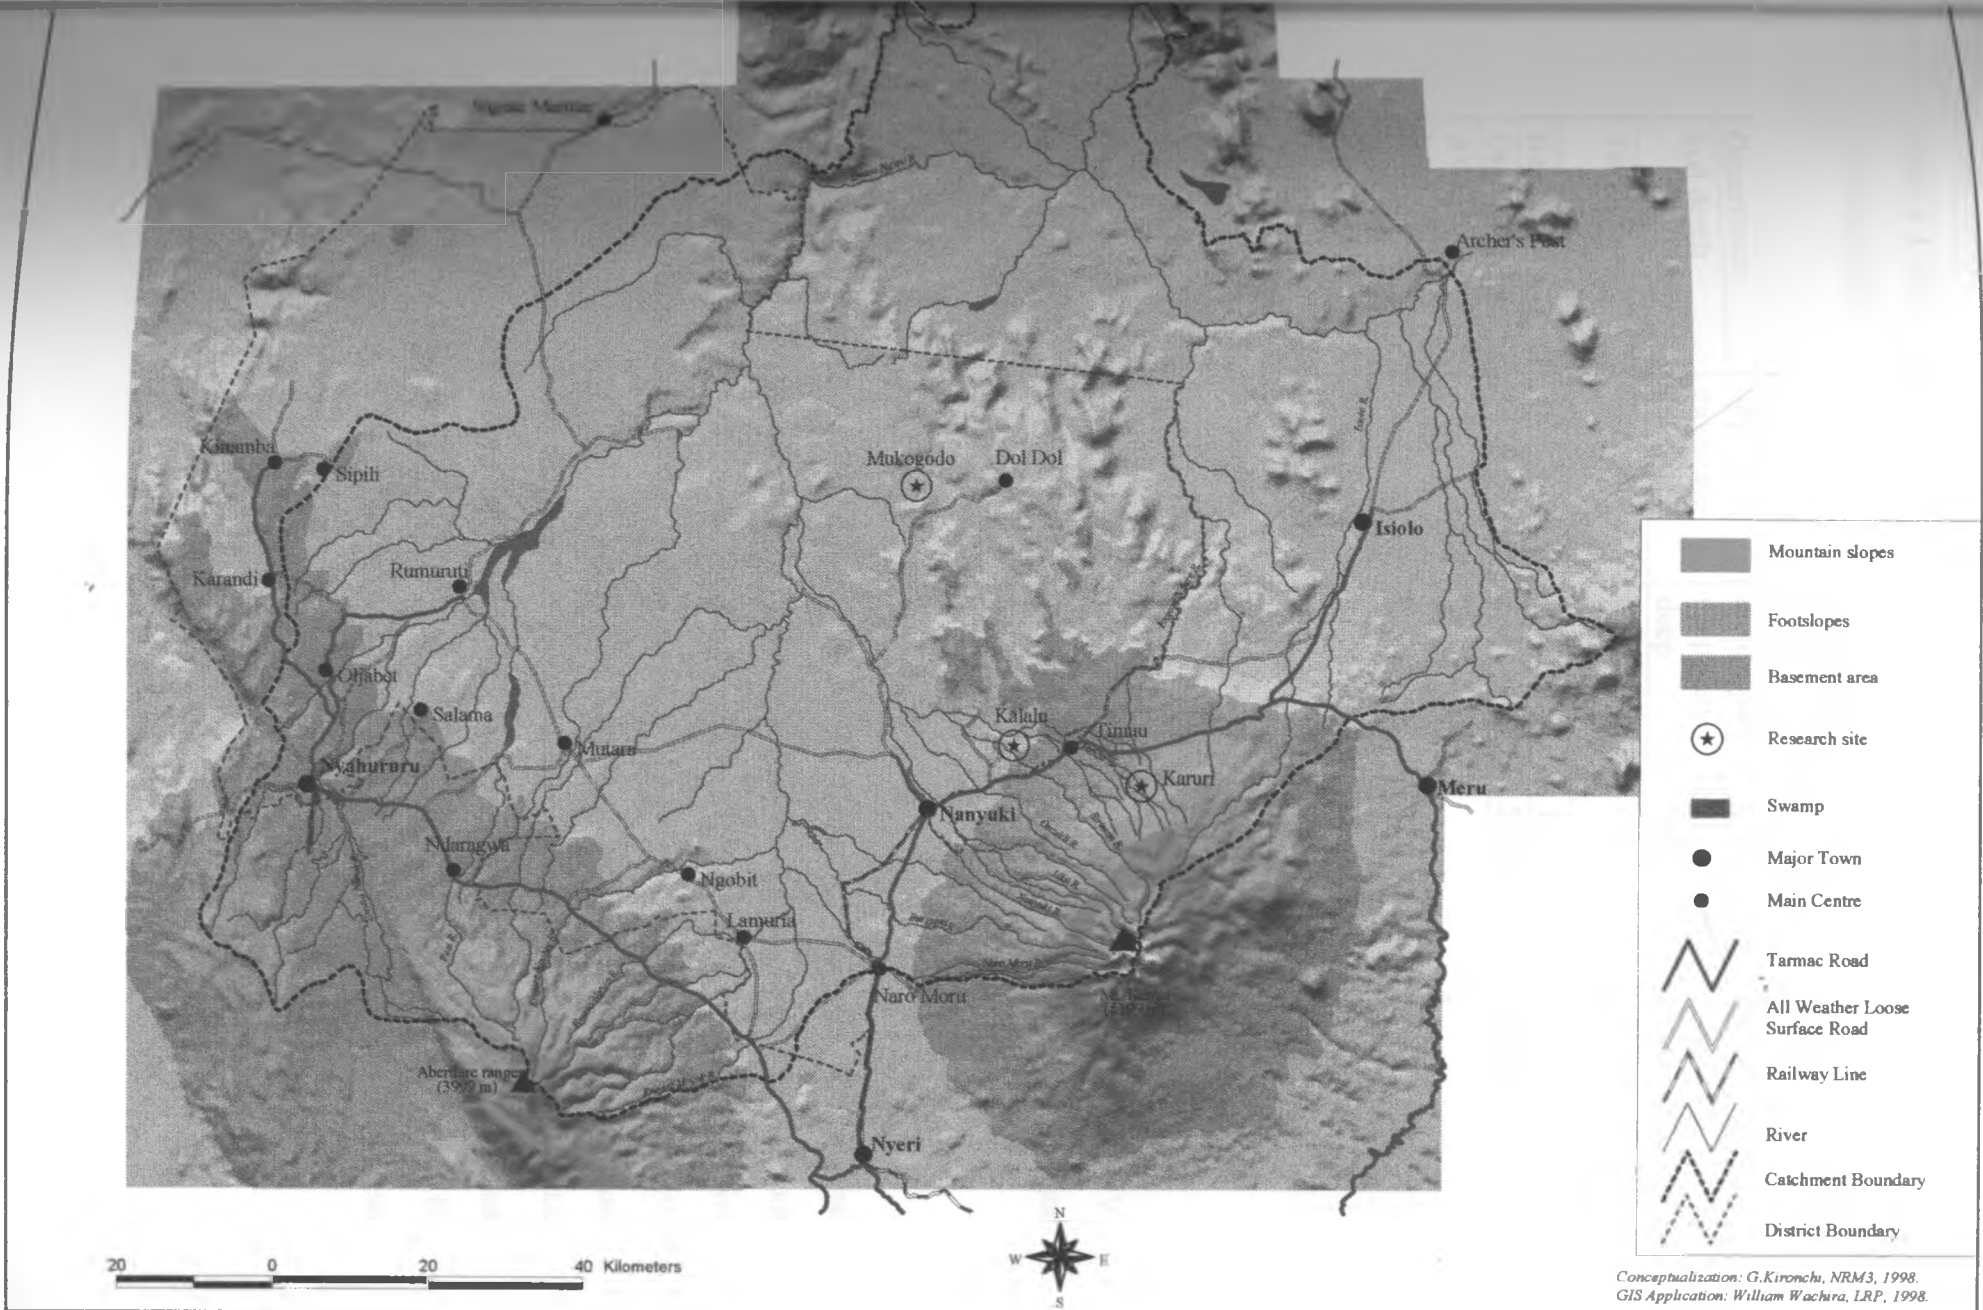 Archer's Post
Kinamba
Sipili
Mukogodo
Dol Dol
Isiolo
Karandi
Rumuruti
Oljabet
Salama
Mutara
Nyahururu
Kalalu
Timau
Karuri
Meru
Nanyuki
Ndaragwa
Ngobit
Lamuria
Naro Moru
Aberdare ranges
(3999 m)
Nyeri
Mountain slopes
Footslopes
Basement area
Research site
Swamp
Major Town
Main Centre
Tarmac Road
All Weather Loose
Surface Road
Railway Line
River
Catchment Boundary
District Boundary
N
W E
S
20 0 20 40 Kilometers
Conceptualization: G.Kironchi, NRM3, 1998.
GIS Application: William Wachira, LRP, 1998.